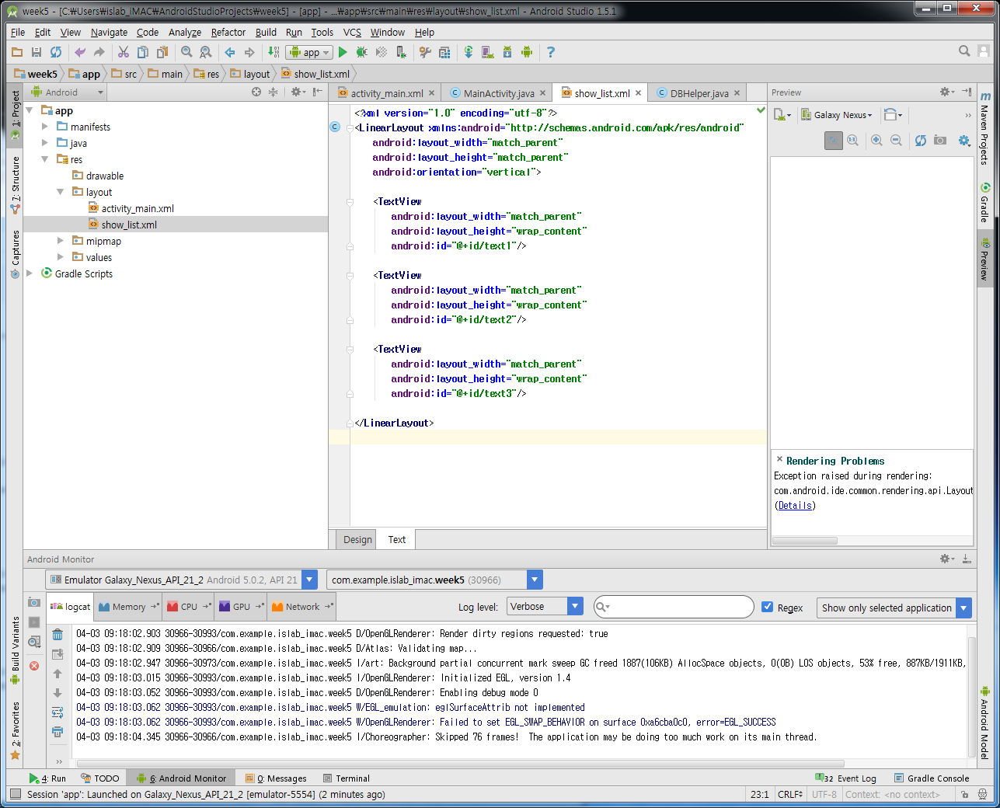 week5 - [C:₩Users₩islab_iMAC₩AndroidStudioProjects₩week5] - [app] - ...₩app₩src₩main₩res₩layout₩show_list.xml - Android Studio 1.5.1
File Edit View Navigate Code Analyze Refactor Build Run Tools VCS Window Help
app
week5 app src main res layout show_list.xml
Android
activity_main.xml MainActivity.java show_list.xml DBHelper.java
Preview
1: Project
7: Structure
Captures
Build Variants
2: Favorites
app
manifests
java
res
drawable
layout
activity_main.xml
show_list.xml
mipmap
values
Gradle Scripts
<?xml version="1.0" encoding="utf-8"?>
<LinearLayout xmlns:android="http://schemas.android.com/apk/res/android"
android:layout_width="match_parent"
android:layout_height="match_parent"
android:orientation="vertical">
<TextView
android:layout_width="match_parent"
android:layout_height="wrap_content"
android:id="@+id/text1"/>
<TextView
android:layout_width="match_parent"
android:layout_height="wrap_content"
android:id="@+id/text2"/>
<TextView
android:layout_width="match_parent"
android:layout_height="wrap_content"
android:id="@+id/text3"/>
</LinearLayout>
Design Text
Galaxy Nexus
Rendering Problems
Exception raised during rendering:
com.android.ide.common.rendering.api.Layout
(Details)
Maven Projects
Gradle
Preview
Android Model
Android Monitor
Emulator Galaxy_Nexus_API_21_2 Android 5.0.2, API 21
com.example.islab_imac.week5 (30966)
logcat Memory CPU GPU Network
Log level: Verbose
Regex
Show only selected application
04-03 09:18:02.903 30966-30993/com.example.islab_imac.week5 D/OpenGLRenderer: Render dirty regions requested: true
04-03 09:18:02.909 30966-30966/com.example.islab_imac.week5 D/Atlas: Validating map...
04-03 09:18:02.947 30966-30973/com.example.islab_imac.week5 I/art: Background partial concurrent mark sweep GC freed 1887(106KB) AllocSpace objects, 0(0B) LOS objects, 53% free, 887KB/1911KB,
04-03 09:18:03.015 30966-30993/com.example.islab_imac.week5 I/OpenGLRenderer: Initialized EGL, version 1.4
04-03 09:18:03.052 30966-30993/com.example.islab_imac.week5 D/OpenGLRenderer: Enabling debug mode 0
04-03 09:18:03.062 30966-30993/com.example.islab_imac.week5 W/EGL_emulation: eglSurfaceAttrib not implemented
04-03 09:18:03.062 30966-30993/com.example.islab_imac.week5 W/OpenGLRenderer: Failed to set EGL_SWAP_BEHAVIOR on surface 0xa6cba0c0, error=EGL_SUCCESS
04-03 09:18:04.345 30966-30966/com.example.islab_imac.week5 I/Choreographer: Skipped 76 frames! The application may be doing too much work on its main thread.
4: Run TODO 6: Android Monitor 0: Messages Terminal 32 Event Log Gradle Console
Session 'app': Launched on Galaxy_Nexus_API_21_2 [emulator-5554] (2 minutes ago) 23:1 CRLF UTF-8 Context: <no context>